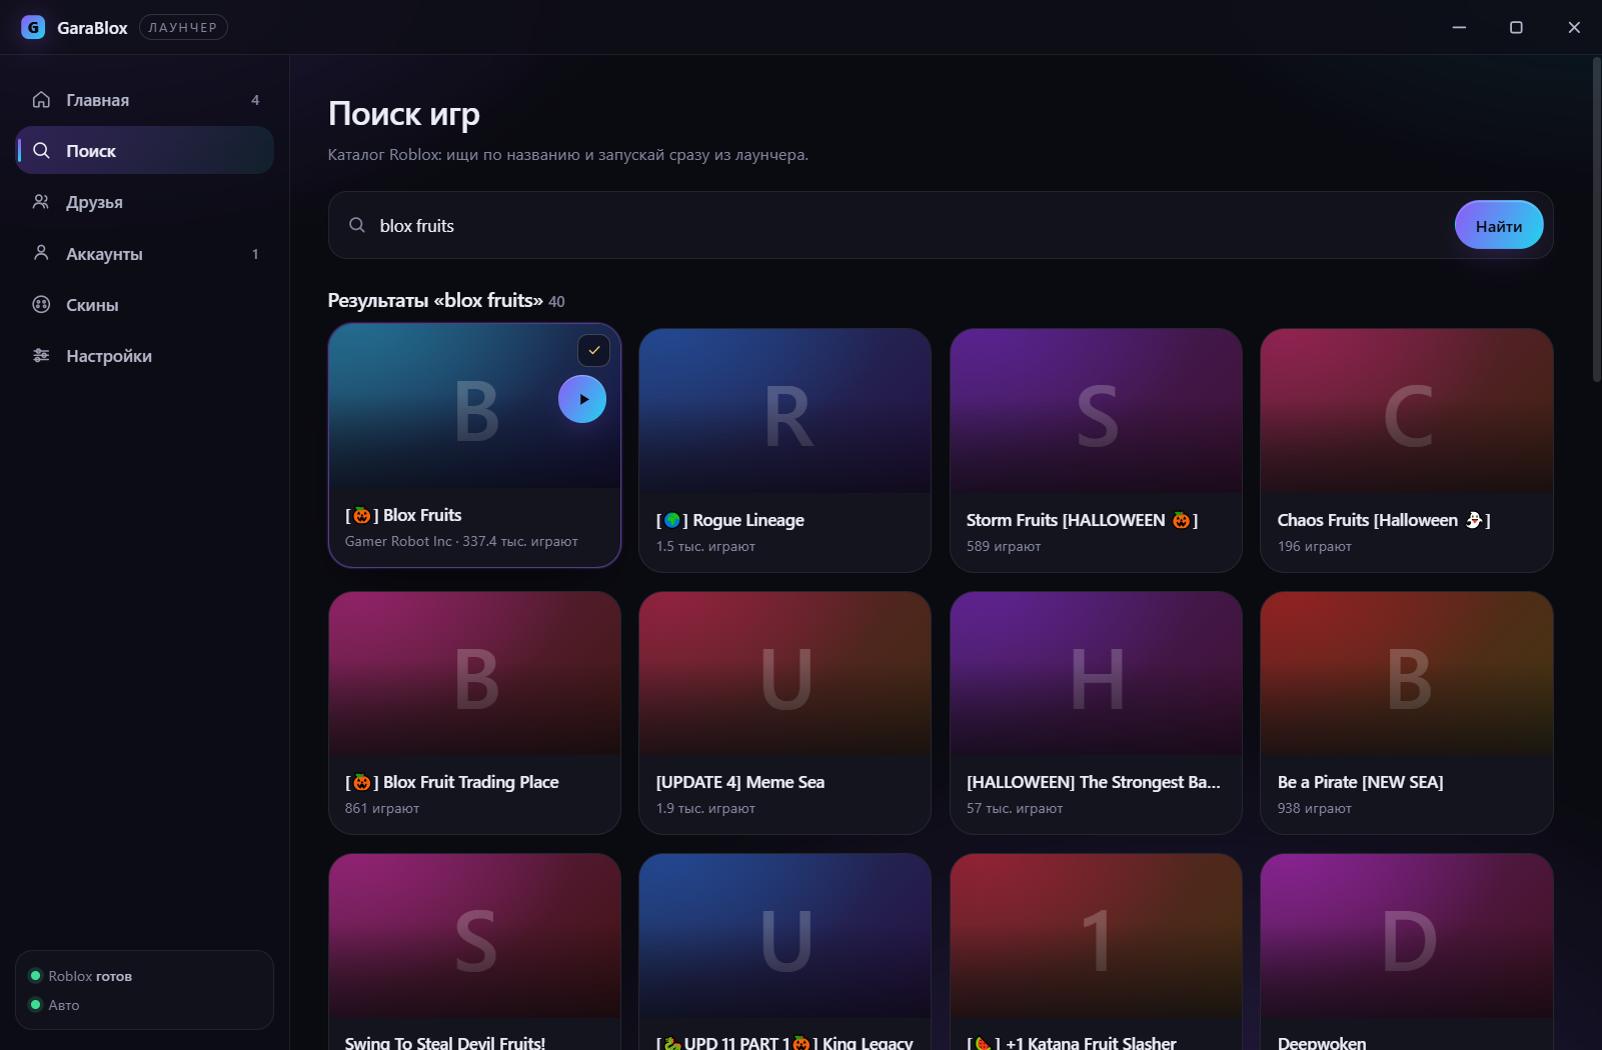 G GaraBlox ЛАУНЧЕР
Главная 4
Поиск
Друзья
Аккаунты 1
Скины
Настройки
Roblox готов
Авто
Поиск игр
Каталог Roblox: ищи по названию и запускай сразу из лаунчера.
blox fruits
Найти
Результаты «blox fruits» 40
B
[🎃] Blox Fruits
Gamer Robot Inc · 337.4 тыс. играют
R
[🌍] Rogue Lineage
1.5 тыс. играют
S
Storm Fruits [HALLOWEEN 🎃]
589 играют
C
Chaos Fruits [Halloween 👻]
196 играют
B
[🎃] Blox Fruit Trading Place
861 играют
U
[UPDATE 4] Meme Sea
1.9 тыс. играют
H
[HALLOWEEN] The Strongest Ba...
57 тыс. играют
B
Be a Pirate [NEW SEA]
938 играют
S
Swing To Steal Devil Fruits!
U
[🐉UPD 11 PART 1🎃] King Legacy
1
[🍉] +1 Katana Fruit Slasher
D
Deepwoken